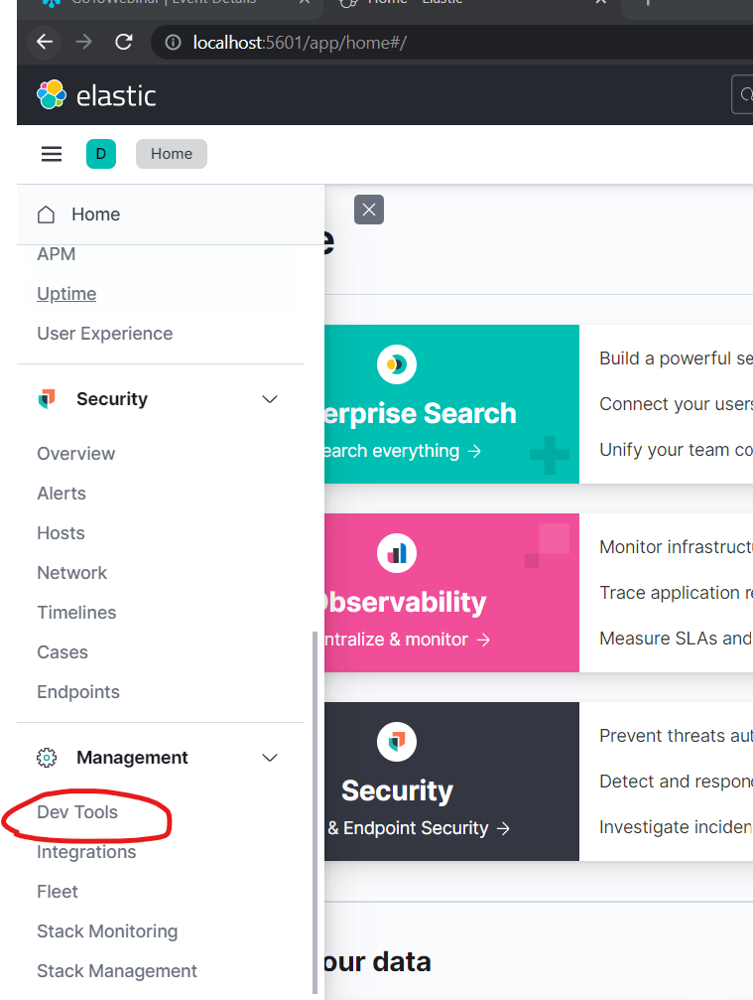 GoToWebinar | Event Details
Home - Elastic
localhost:5601/app/home#/
elastic
D
Home
Home
APM
Uptime
User Experience
Security
Overview
Alerts
Hosts
Network
Timelines
Cases
Endpoints
Management
Dev Tools
Integrations
Fleet
Stack Monitoring
Stack Management
e
erprise Search
earch everything →
Build a powerful se
Connect your users
Unify your team co
Observability
ntralize & monitor →
Monitor infrastructu
Trace application re
Measure SLAs and
Security
& Endpoint Security →
Prevent threats aut
Detect and respon
Investigate inciden
our data